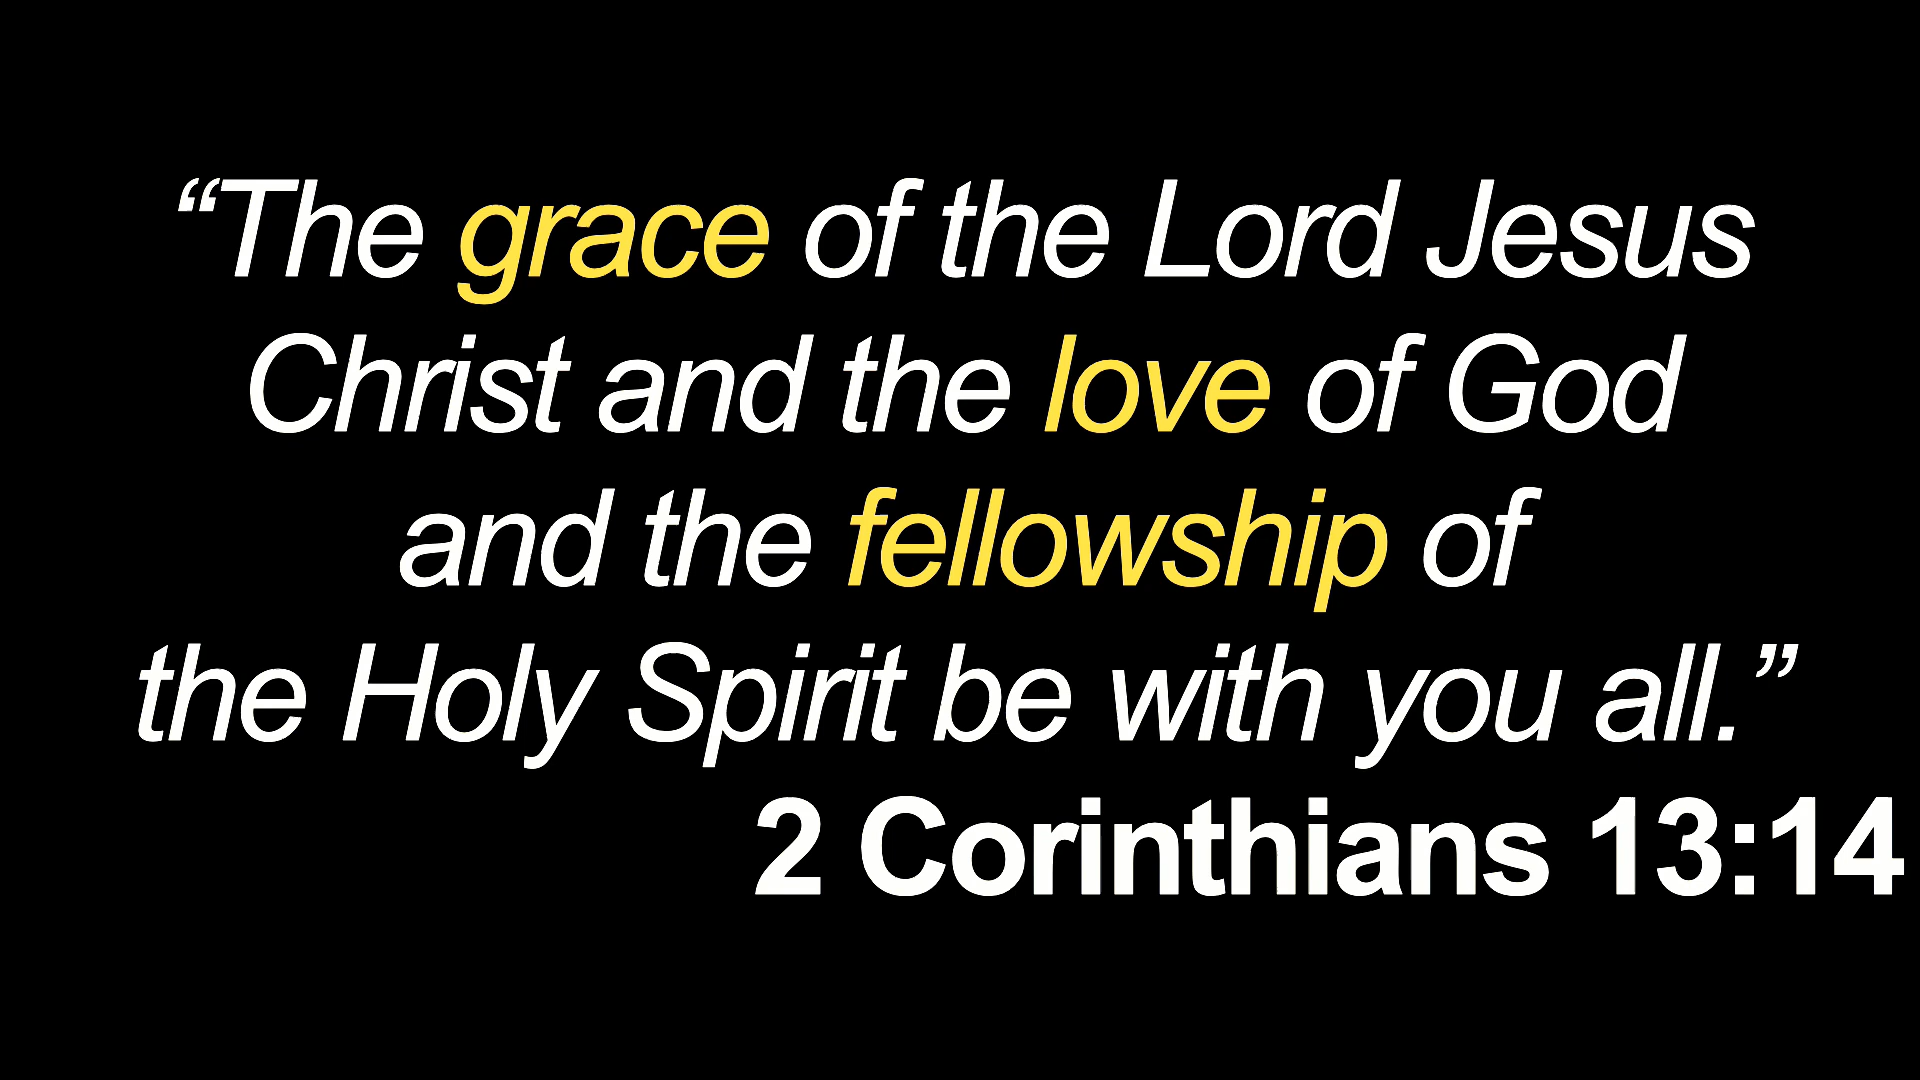 “The grace of the Lord Jesus
Christ and the love of God
and the fellowship of
the Holy Spirit be with you all.”
2 Corinthians 13:14